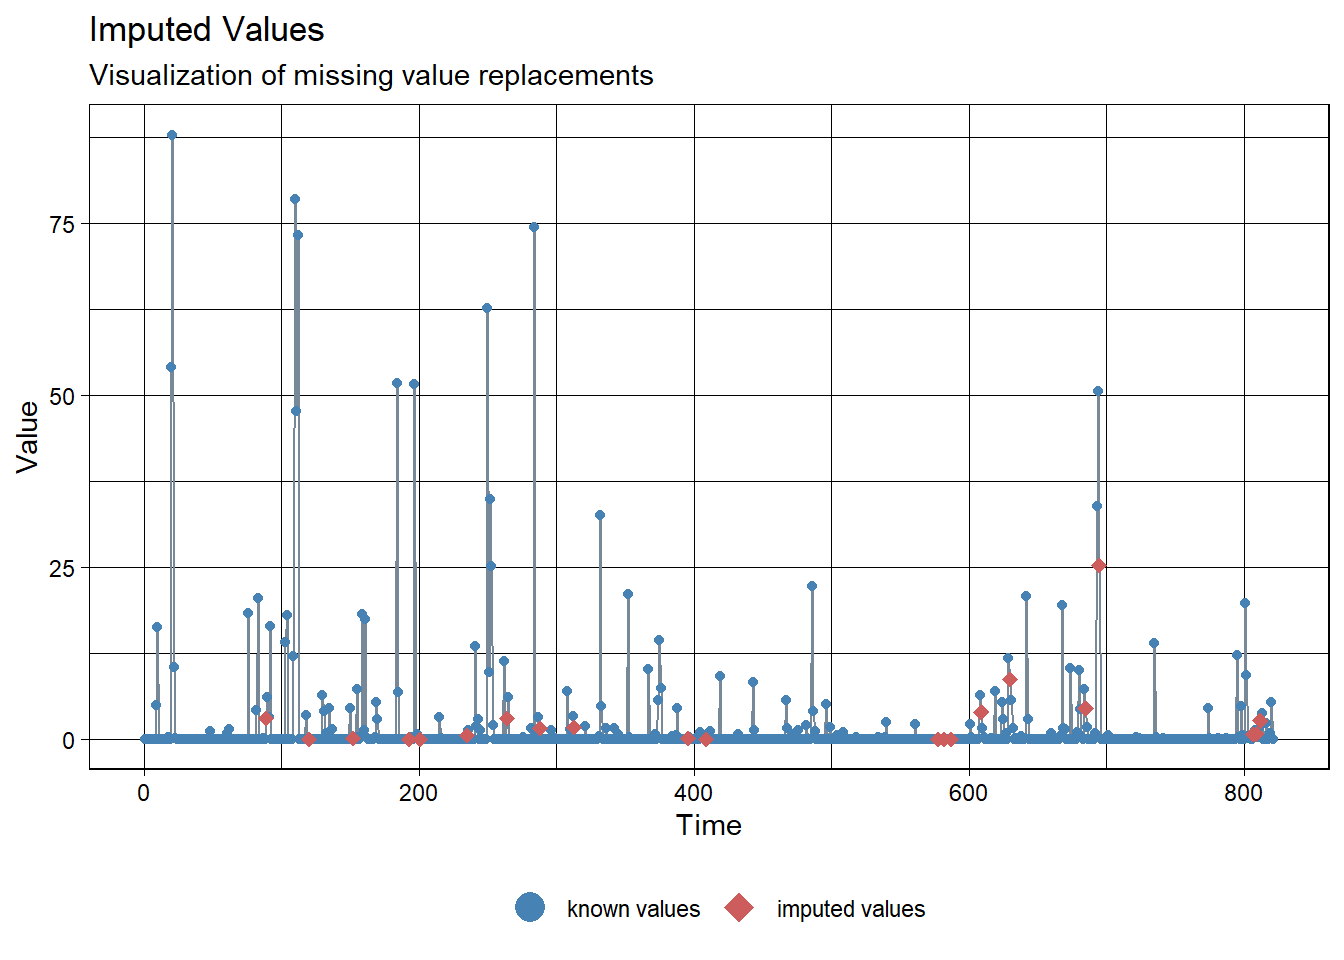 Imputed Values
Visualization of missing value replacements
Value
75
50
25
0
0 200 400 600 800
Time
known values imputed values